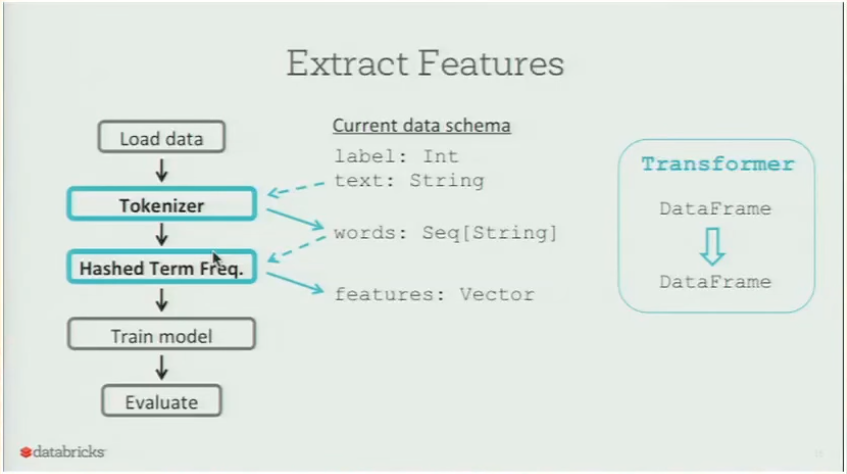 Extract Features
Load data
Tokenizer
Hashed Term Freq.
Train model
Evaluate
Current data schema
label: Int
text: String
words: Seq[String]
features: Vector
Transformer
DataFrame
DataFrame
databricks